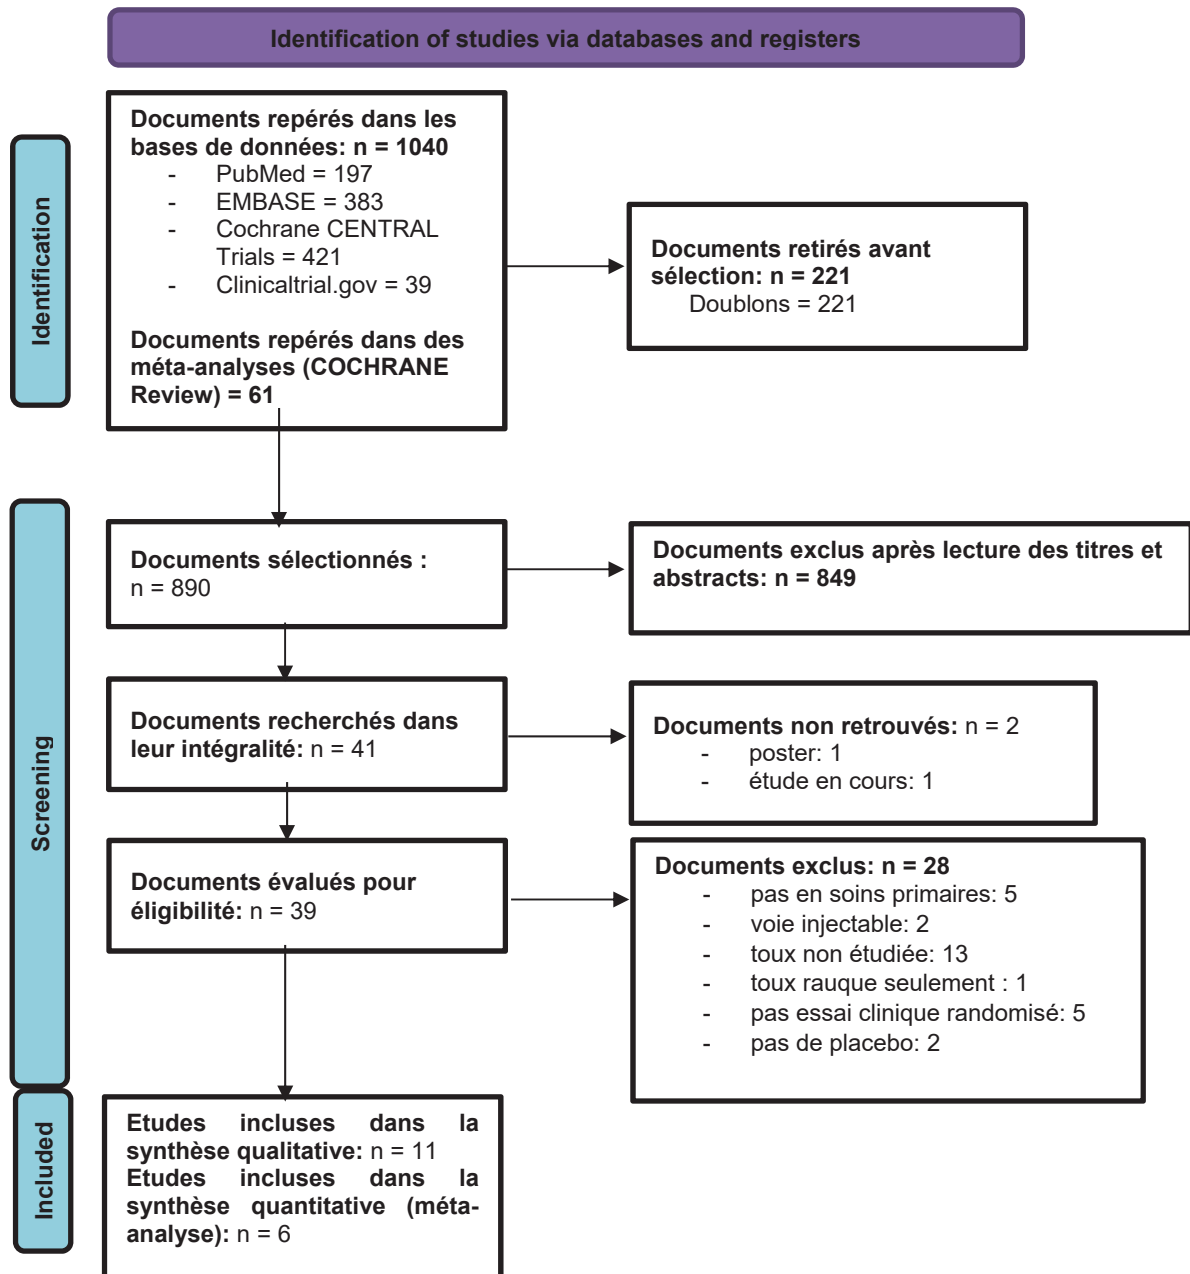 Identification of studies via databases and registers
Identification
Documents repérés dans les
bases de données: n = 1040
- PubMed = 197
- EMBASE = 383
- Cochrane CENTRAL
Trials = 421
- Clinicaltrial.gov = 39
Documents repérés dans des
méta-analyses (COCHRANE
Review) = 61
Documents retirés avant
sélection: n = 221
Doublons = 221
Screening
Documents sélectionnés :
n = 890
Documents exclus après lecture des titres et
abstracts: n = 849
Documents recherchés dans
leur intégralité: n = 41
Documents non retrouvés: n = 2
- poster: 1
- étude en cours: 1
Documents évalués pour
éligibilité: n = 39
Documents exclus: n = 28
- pas en soins primaires: 5
- voie injectable: 2
- toux non étudiée: 13
- toux rauque seulement : 1
- pas essai clinique randomisé: 5
- pas de placebo: 2
Included
Etudes incluses dans la
synthèse qualitative: n = 11
Etudes incluses dans la
synthèse quantitative (méta-
analyse): n = 6